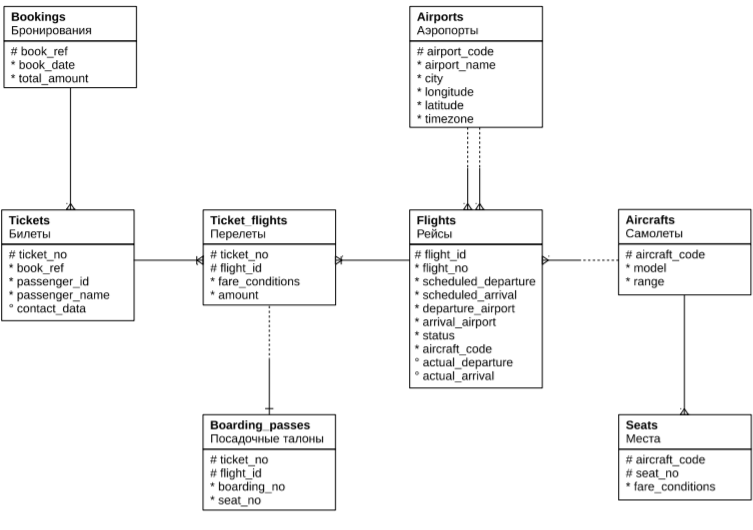 Bookings
Бронирования
# book_ref
* book_date
* total_amount
Airports
Аэропорты
# airport_code
* airport_name
* city
* longitude
* latitude
* timezone
Tickets
Билеты
# ticket_no
* book_ref
* passenger_id
* passenger_name
° contact_data
Ticket_flights
Перелеты
# ticket_no
# flight_id
* fare_conditions
* amount
Flights
Рейсы
# flight_id
* flight_no
* scheduled_departure
* scheduled_arrival
* departure_airport
* arrival_airport
* status
* aircraft_code
° actual_departure
° actual_arrival
Aircrafts
Самолеты
# aircraft_code
* model
* range
Boarding_passes
Посадочные талоны
# ticket_no
# flight_id
* boarding_no
* seat_no
Seats
Места
# aircraft_code
# seat_no
* fare_conditions